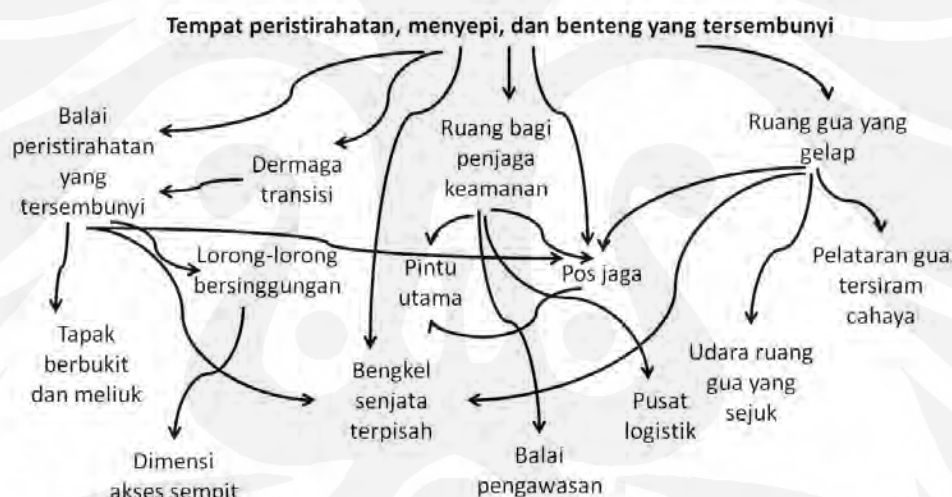 Tempat peristirahatan, menyepi, dan benteng yang tersembunyi
Balai
peristirahatan
yang
tersembunyi
Dermaga
transisi
Ruang bagi
penjaga
keamanan
Ruang gua yang
gelap
Lorong-lorong
bersinggungan
Pintu
utama
Pos jaga
Pelataran gua
tersiram
cahaya
Tapak
berbukit
dan meliuk
Bengkel
senjata
terpisah
Pusat
logistik
Udara ruang
gua yang
sejuk
Dimensi
akses sempit
Balai
pengawasan